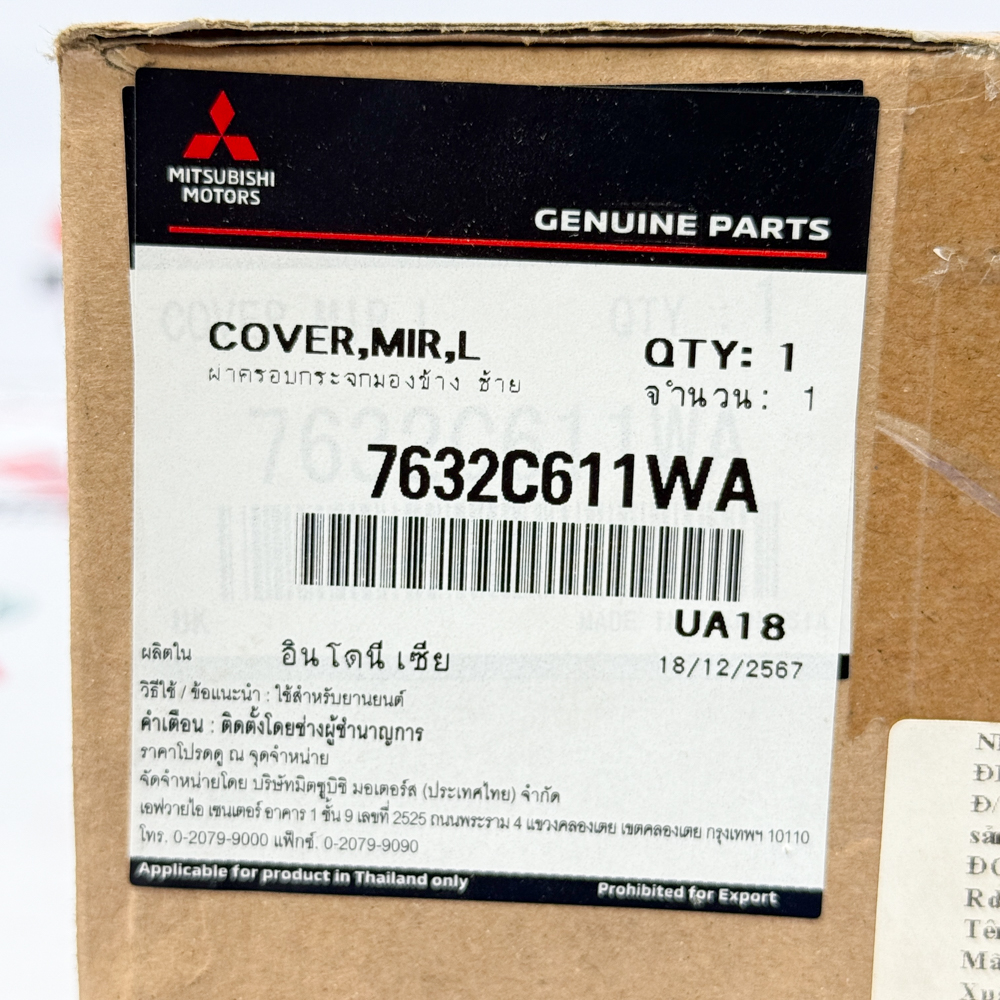 MITSUBISHI
MOTORS
GENUINE PARTS
COVER,MIR,L
QTY: 1
ฝาครอบกระจกมองข้าง ซ้าย
จำนวน: 1
7632C611WA
UA18
ผลิตใน อินโดนีเซีย
18/12/2567
วิธีใช้ / ข้อแนะนำ : ใช้สำหรับยานยนต์
คำเตือน : ติดตั้งโดยช่างผู้ชำนาญการ
ราคาโปรดดู ณ จุดจำหน่าย
จัดจำหน่ายโดย บริษัทมิตซูบิชิ มอเตอร์ส (ประเทศไทย) จำกัด
เอฟวายไอ เซนเตอร์ อาคาร 1 ชั้น 9 เลขที่ 2525 ถนนพระราม 4 แขวงคลองเตย เขตคลองเตย กรุงเทพฯ 10110
โทร. 0-2079-9000 แฟ็กซ์. 0-2079-9090
Applicable for product in Thailand only
Prohibited for Export